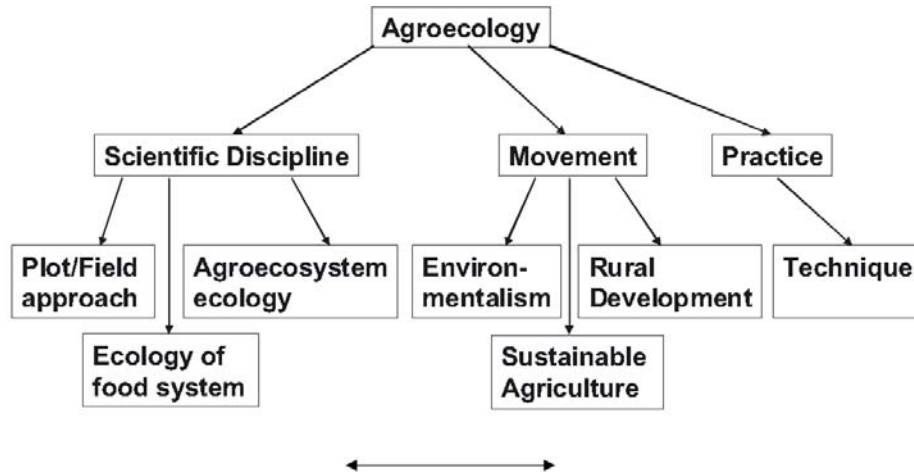 Agroecology
Scientific Discipline
Movement
Practice
Plot/Field
approach
Agroecosystem
ecology
Environ-
mentalism
Rural
Development
Technique
Ecology of
food system
Sustainable
Agriculture